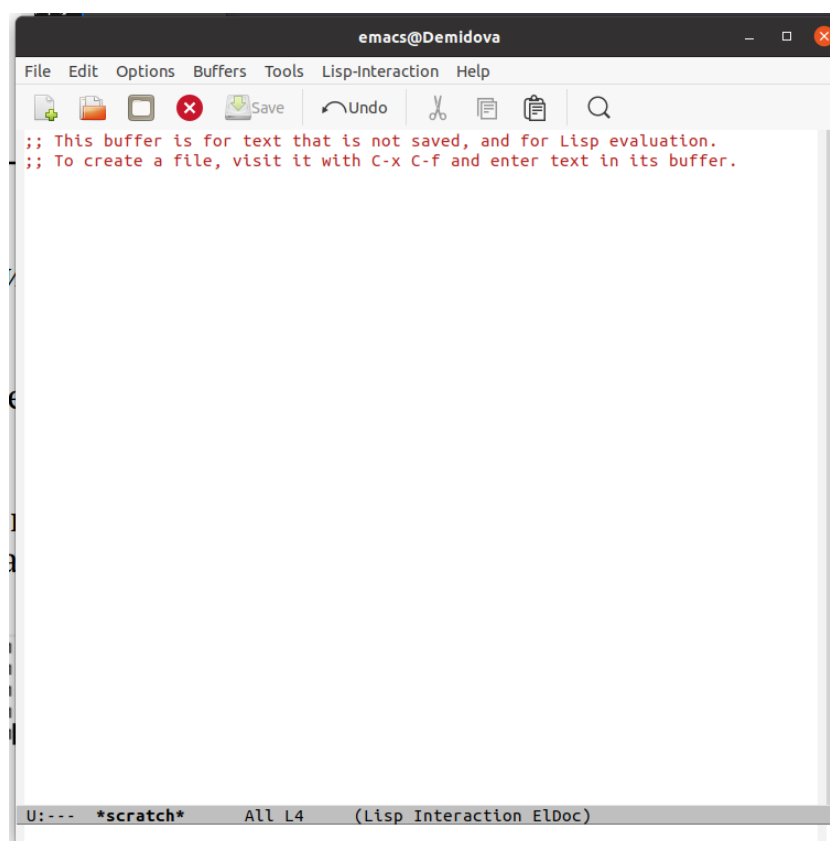 emacs@Demidova
File Edit Options Buffers Tools Lisp-Interaction Help
Save Undo
;; This buffer is for text that is not saved, and for Lisp evaluation.
;; To create a file, visit it with C-x C-f and enter text in its buffer.
U:--- *scratch* All L4 (Lisp Interaction ElDoc)